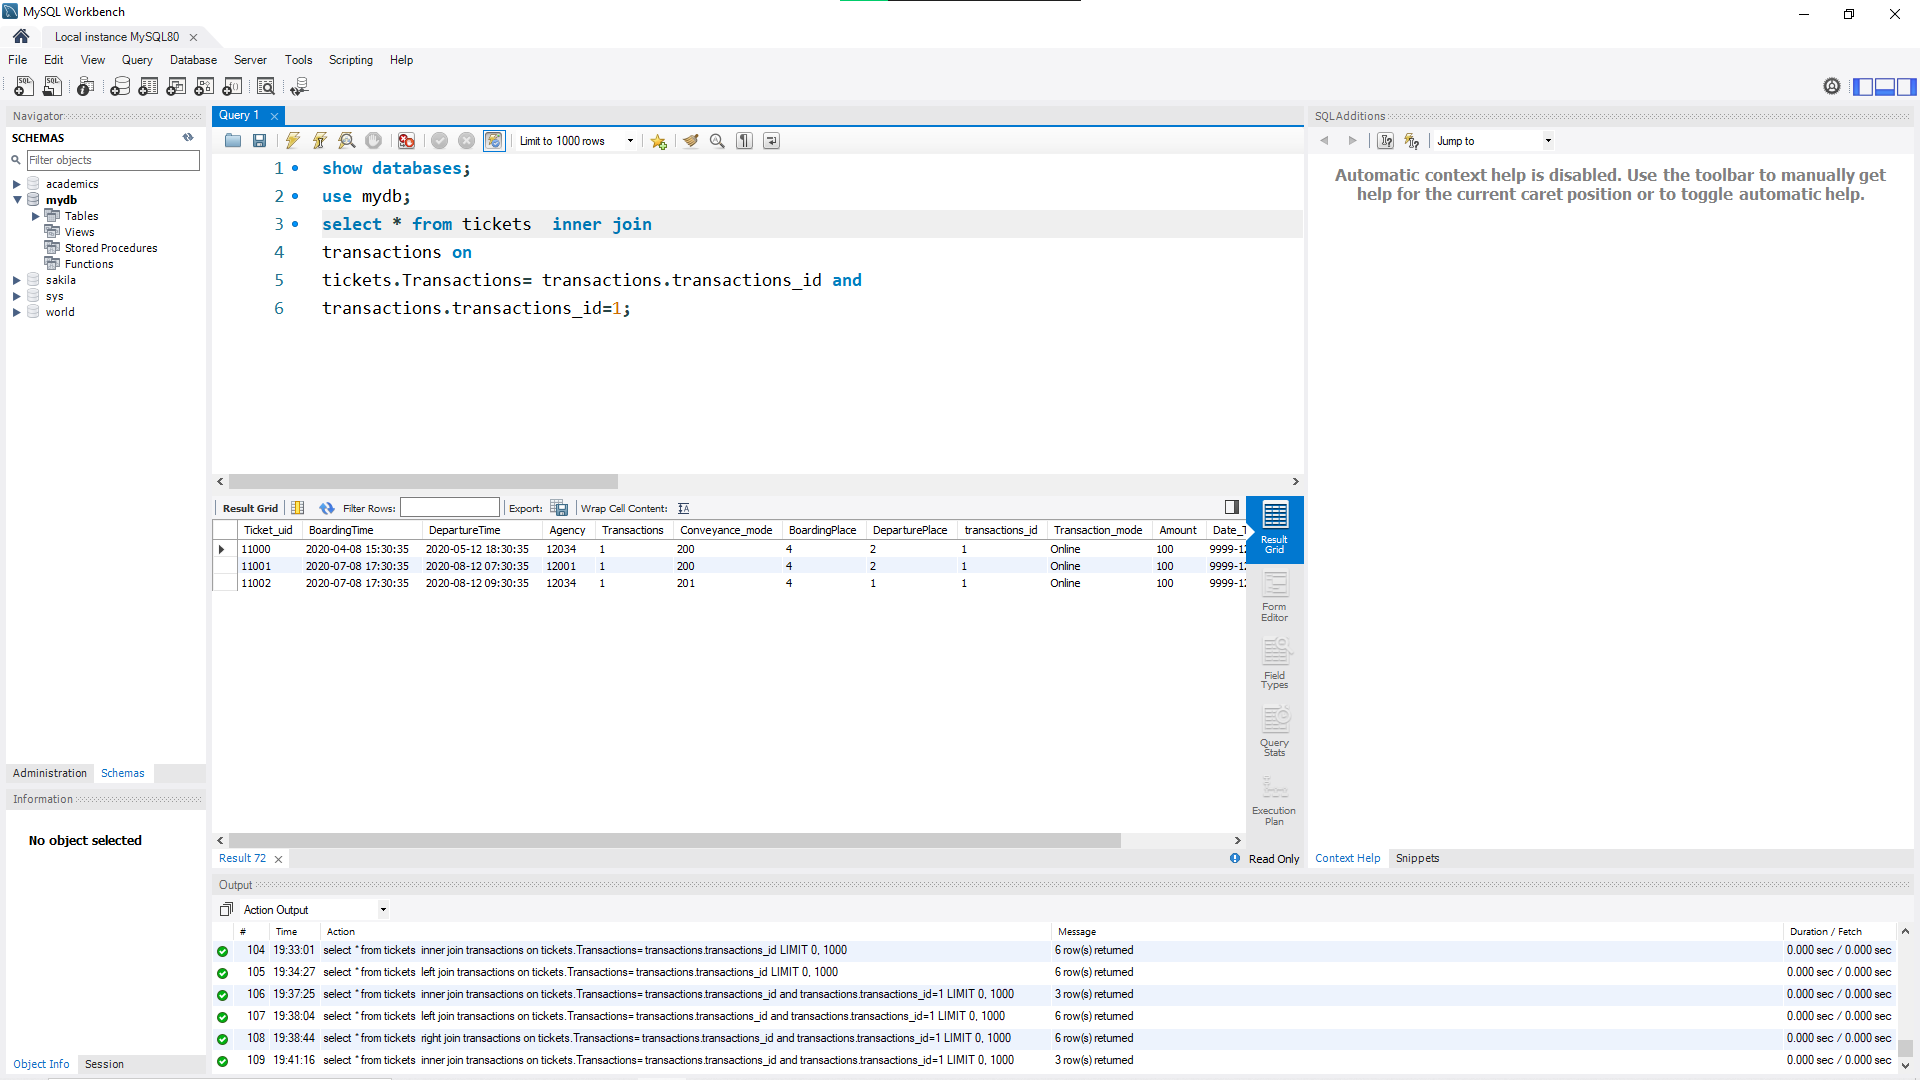 MySQL Workbench
Local instance MySQL80
File Edit View Query Database Server Tools Scripting Help
Navigator
SCHEMAS
Filter objects
academics
mydb
Tables
Views
Stored Procedures
Functions
sakila
sys
world
Administration Schemas
Information
No object selected
Object Info Session
Query 1
Limit to 1000 rows
1 show databases;
2 use mydb;
3 select * from tickets inner join
4 transactions on
5 tickets.Transactions= transactions.transactions_id and
6 transactions.transactions_id=1;
Result Grid Filter Rows: Export: Wrap Cell Content:
Ticket_uid BoardingTime DepartureTime Agency Transactions Conveyance_mode BoardingPlace DeparturePlace transactions_id Transaction_mode Amount Date_T
11000 2020-04-08 15:30:35 2020-05-12 18:30:35 12034 1 200 4 2 1 Online 100 9999-12
11001 2020-07-08 17:30:35 2020-08-12 07:30:35 12001 1 200 4 2 1 Online 100 9999-12
11002 2020-07-08 17:30:35 2020-08-12 09:30:35 12034 1 201 4 1 1 Online 100 9999-12
Result
Grid
Form
Editor
Field
Types
Query
Stats
Execution
Plan
Result 72
Read Only
SQLAdditions
Jump to
Automatic context help is disabled. Use the toolbar to manually get
help for the current caret position or to toggle automatic help.
Context Help Snippets
Output
Action Output
# Time Action Message Duration / Fetch
104 19:33:01 select * from tickets inner join transactions on tickets.Transactions= transactions.transactions_id LIMIT 0, 1000 6 row(s) returned 0.000 sec / 0.000 sec
105 19:34:27 select * from tickets left join transactions on tickets.Transactions= transactions.transactions_id LIMIT 0, 1000 6 row(s) returned 0.000 sec / 0.000 sec
106 19:37:25 select * from tickets inner join transactions on tickets.Transactions= transactions.transactions_id and transactions.transactions_id=1 LIMIT 0, 1000 3 row(s) returned 0.000 sec / 0.000 sec
107 19:38:04 select * from tickets left join transactions on tickets.Transactions= transactions.transactions_id and transactions.transactions_id=1 LIMIT 0, 1000 6 row(s) returned 0.000 sec / 0.000 sec
108 19:38:44 select * from tickets right join transactions on tickets.Transactions= transactions.transactions_id and transactions.transactions_id=1 LIMIT 0, 1000 6 row(s) returned 0.000 sec / 0.000 sec
109 19:41:16 select * from tickets inner join transactions on tickets.Transactions= transactions.transactions_id and transactions.transactions_id=1 LIMIT 0, 1000 3 row(s) returned 0.000 sec / 0.000 sec